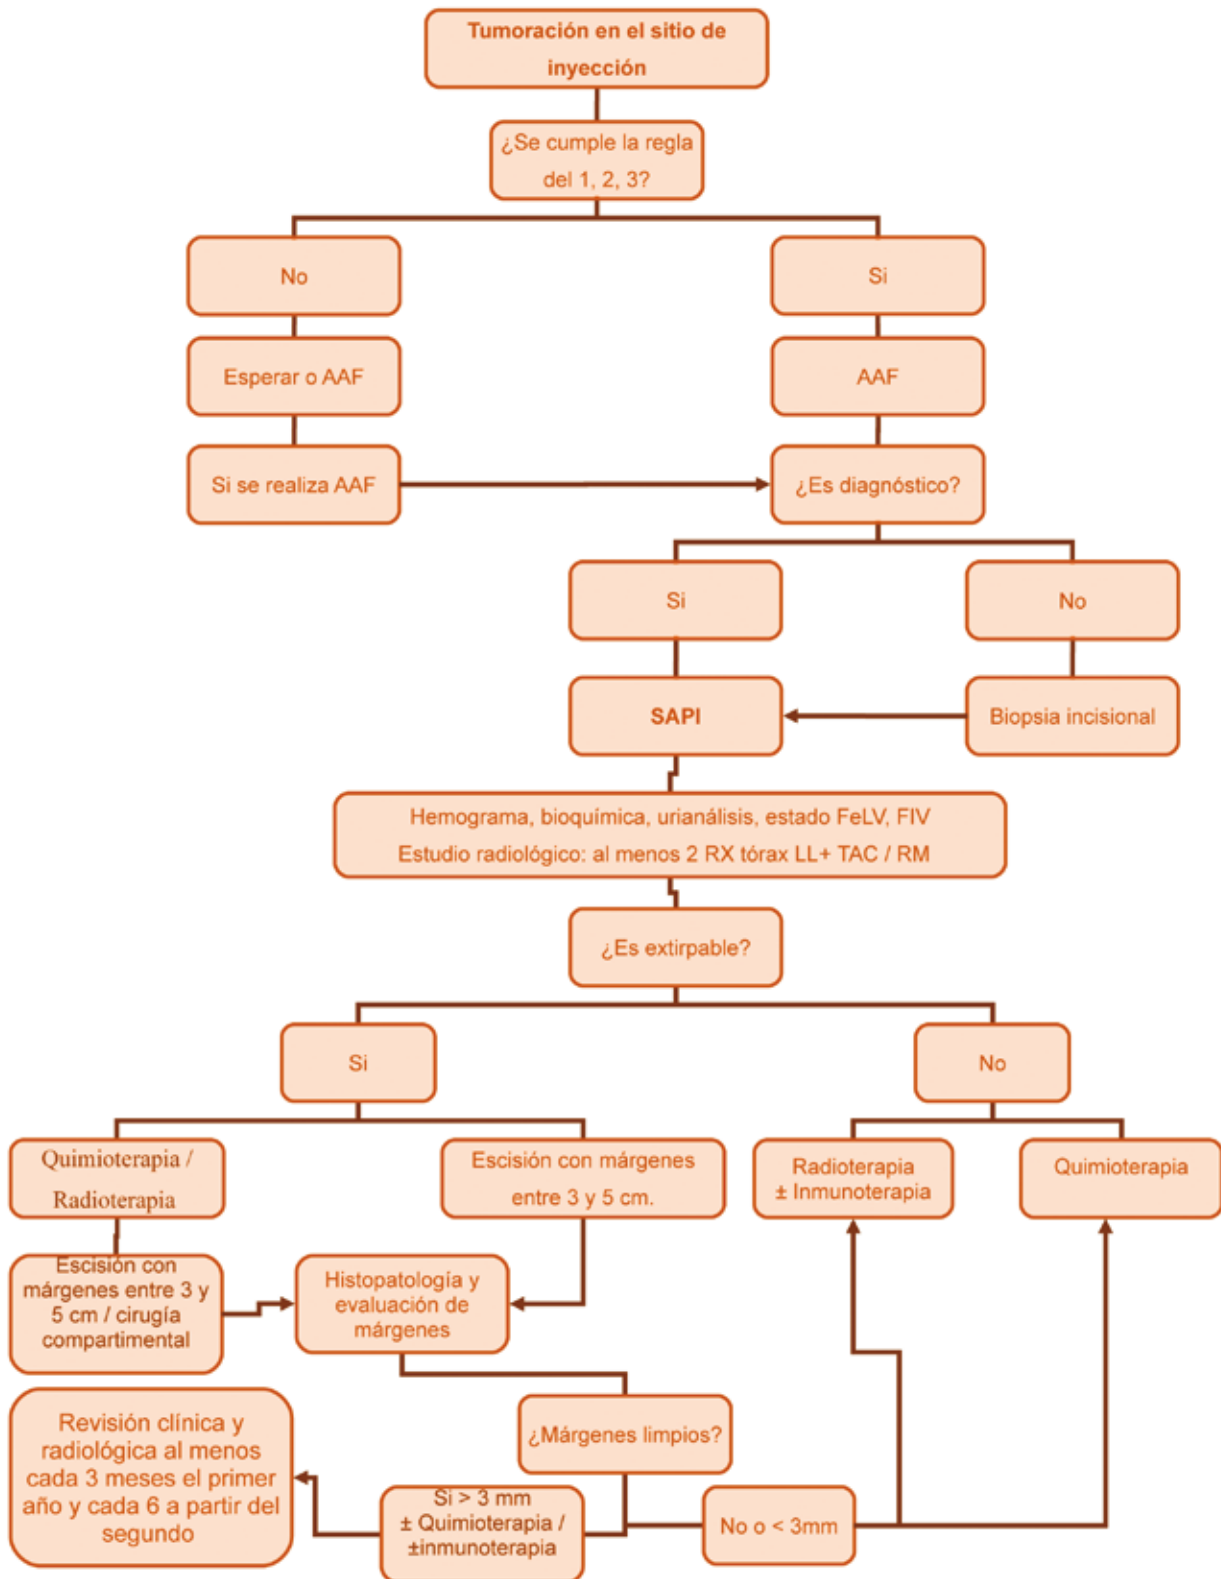 Tumoración en el sitio de
inyección
¿Se cumple la regla
del 1, 2, 3?
No
Si
Esperar o AAF
AAF
Si se realiza AAF
¿Es diagnóstico?
Si
No
SAPI
Biopsia incisional
Hemograma, bioquímica, urianálisis, estado FeLV, FIV
Estudio radiológico: al menos 2 RX tórax LL+ TAC / RM
¿Es extirpable?
Si
No
Quimioterapia /
Radioterapia
Escisión con márgenes
entre 3 y 5 cm.
Radioterapia
± Inmunoterapia
Quimioterapia
Escisión con
márgenes entre 3 y
5 cm / cirugía
compartimental
Histopatología y
evaluación de
márgenes
Revisión clínica y
radiológica al menos
cada 3 meses el primer
año y cada 6 a partir del
segundo
¿Márgenes limpios?
Si > 3 mm
± Quimioterapia /
±inmunoterapia
No o < 3mm